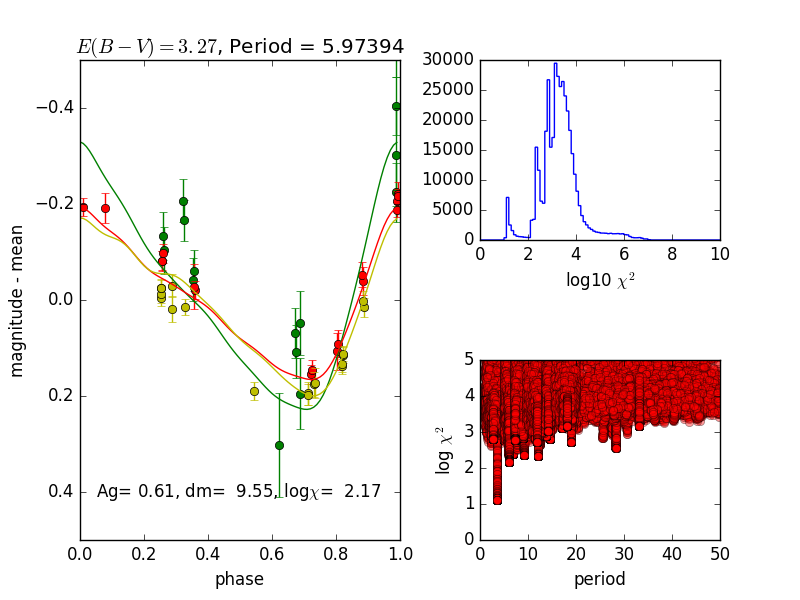 E(B − V) = 3.27, Period = 5.97394
magnitude - mean
−0.4
−0.2
0.0
0.2
0.4
Ag= 0.61, dm=  9.55, logχ=  2.17
0.0 0.2 0.4 0.6 0.8 1.0
phase
30000
25000
20000
15000
10000
5000
0
0 2 4 6 8 10
log10 χ²
log χ²
5
4
3
2
1
0
0 10 20 30 40 50
period